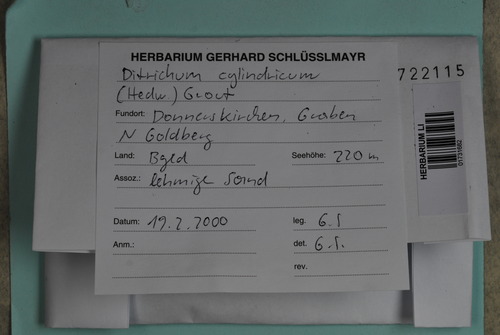 HERBARIUM GERHARD SCHLÜSSLMAYR
Ditrichum cylindricum
(Hedw.) Grout
Fundort: Donnerskirchen, Graben
N Goldberg
Land: Bgld Seehöhe: 220 m
Assoz.: lehmige Sand
Datum: 19.2.2000 leg. G.S
Anm.: det. G.S.
rev.
722115
HERBARIUM LI
01731562